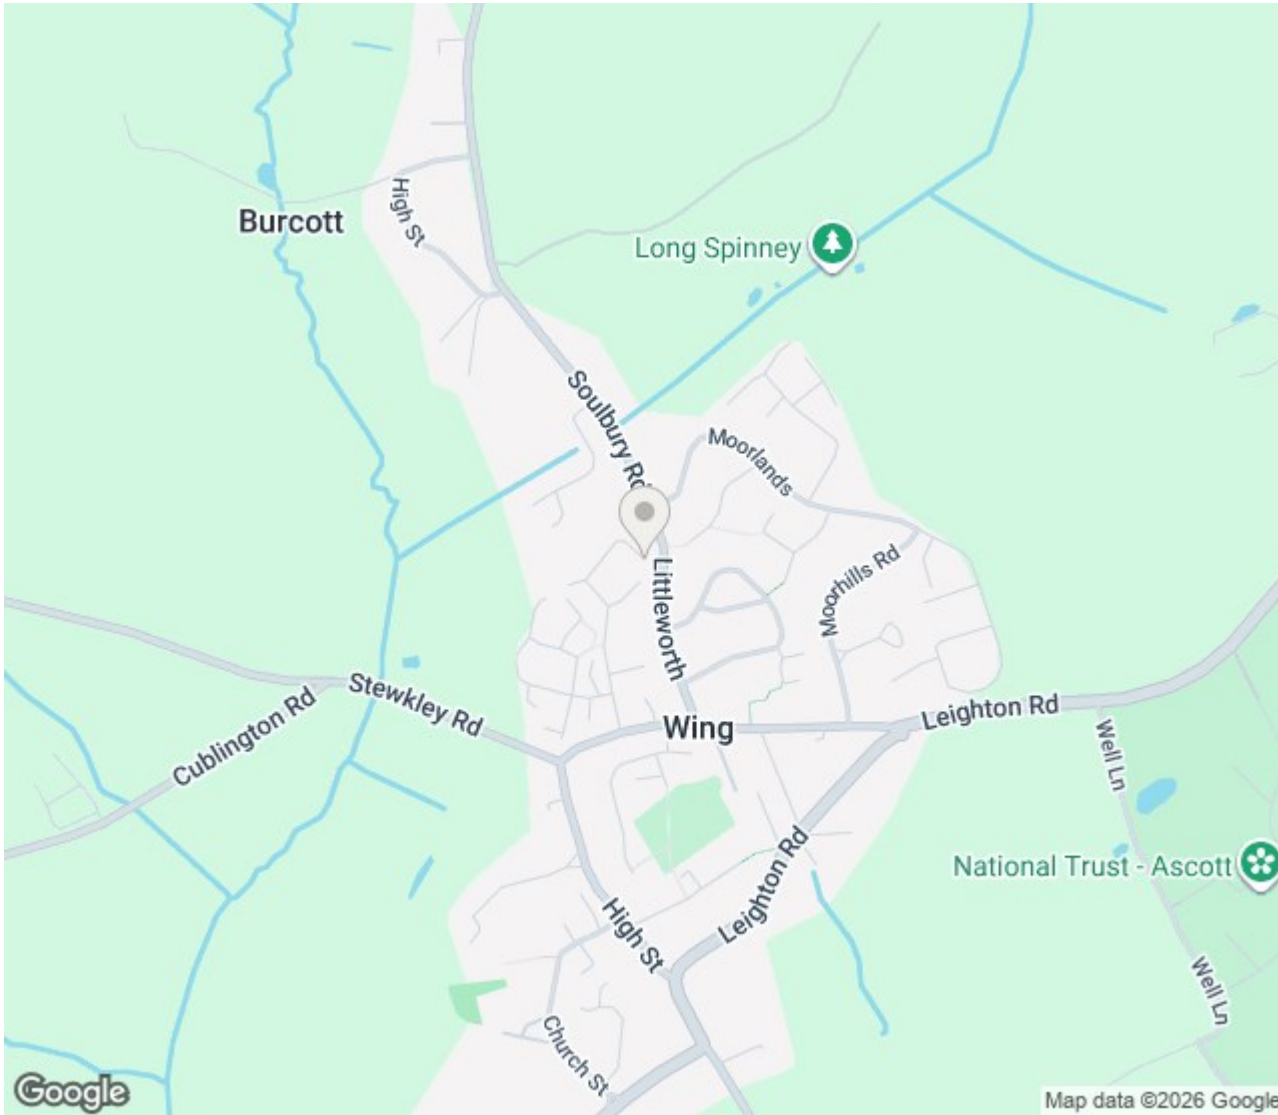 High St
Burcott
Long Spinney
Soulbury Rd
Moorlands
Littleworth
Moorhills Rd
Stewkley Rd
Cublington Rd
Wing
Leighton Rd
Well Ln
National Trust - Ascott
Leighton Rd
High St
Well Ln
Church St
Google
Map data ©2026 Google